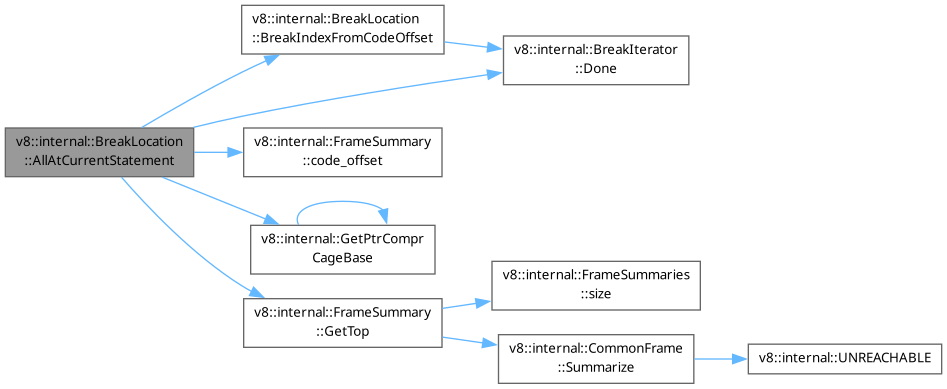 v8::internal::BreakLocation
::BreakIndexFromCodeOffset
v8::internal::BreakIterator
::Done
v8::internal::BreakLocation
::AllAtCurrentStatement
v8::internal::FrameSummary
::code_offset
v8::internal::GetPtrCompr
CageBase
v8::internal::FrameSummaries
::size
v8::internal::FrameSummary
::GetTop
v8::internal::CommonFrame
::Summarize
v8::internal::UNREACHABLE